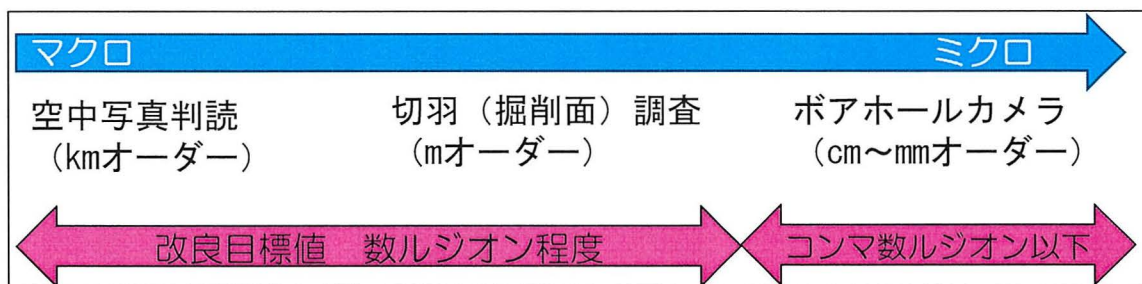 マクロ ミクロ
空中写真判読 切羽（掘削面）調査 ボアホールカメラ
（kmオーダー） （mオーダー） （cm～mmオーダー）
改良目標値　数ルジオン程度 コンマ数ルジオン以下